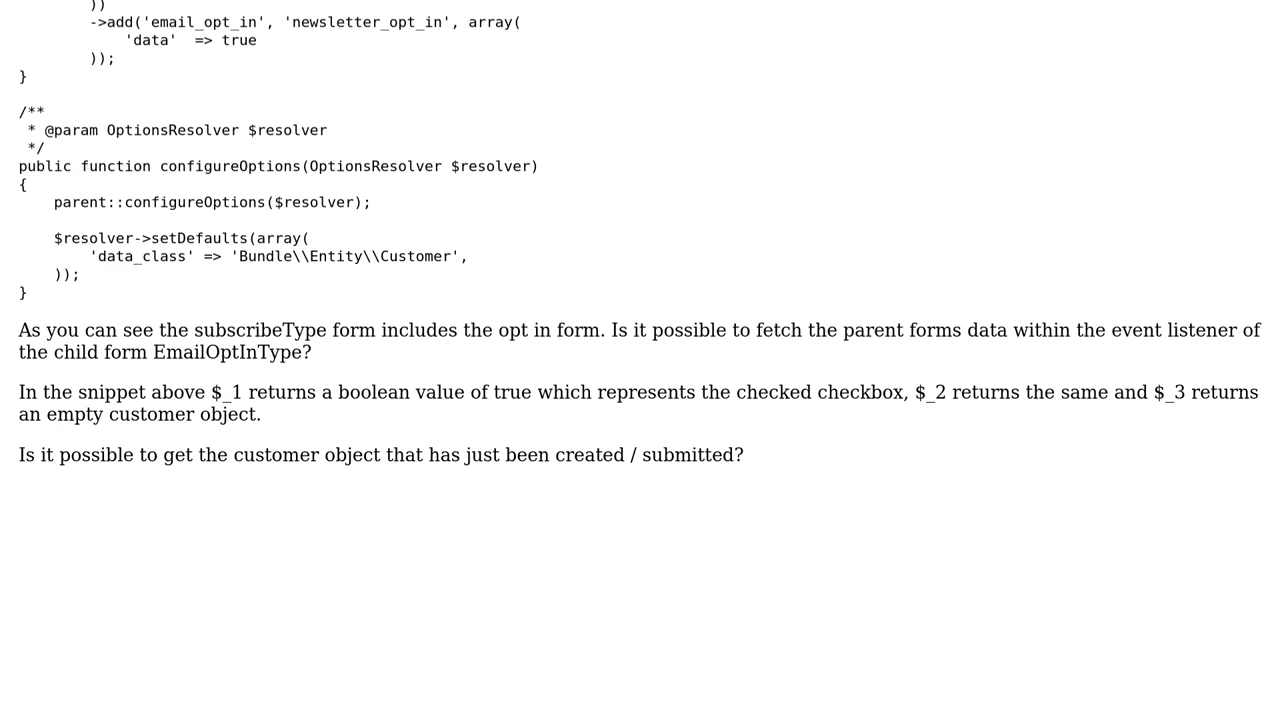 ))
->add('email_opt_in', 'newsletter_opt_in', array(
'data'  => true
));
}
/**
* @param OptionsResolver $resolver
*/
public function configureOptions(OptionsResolver $resolver)
{
parent::configureOptions($resolver);
$resolver->setDefaults(array(
'data_class' => 'Bundle\\Entity\\Customer',
));
}
As you can see the subscribeType form includes the opt in form. Is it possible to fetch the parent forms data within the event listener of
the child form EmailOptInType?
In the snippet above $_1 returns a boolean value of true which represents the checked checkbox, $_2 returns the same and $_3 returns
an empty customer object.
Is it possible to get the customer object that has just been created / submitted?